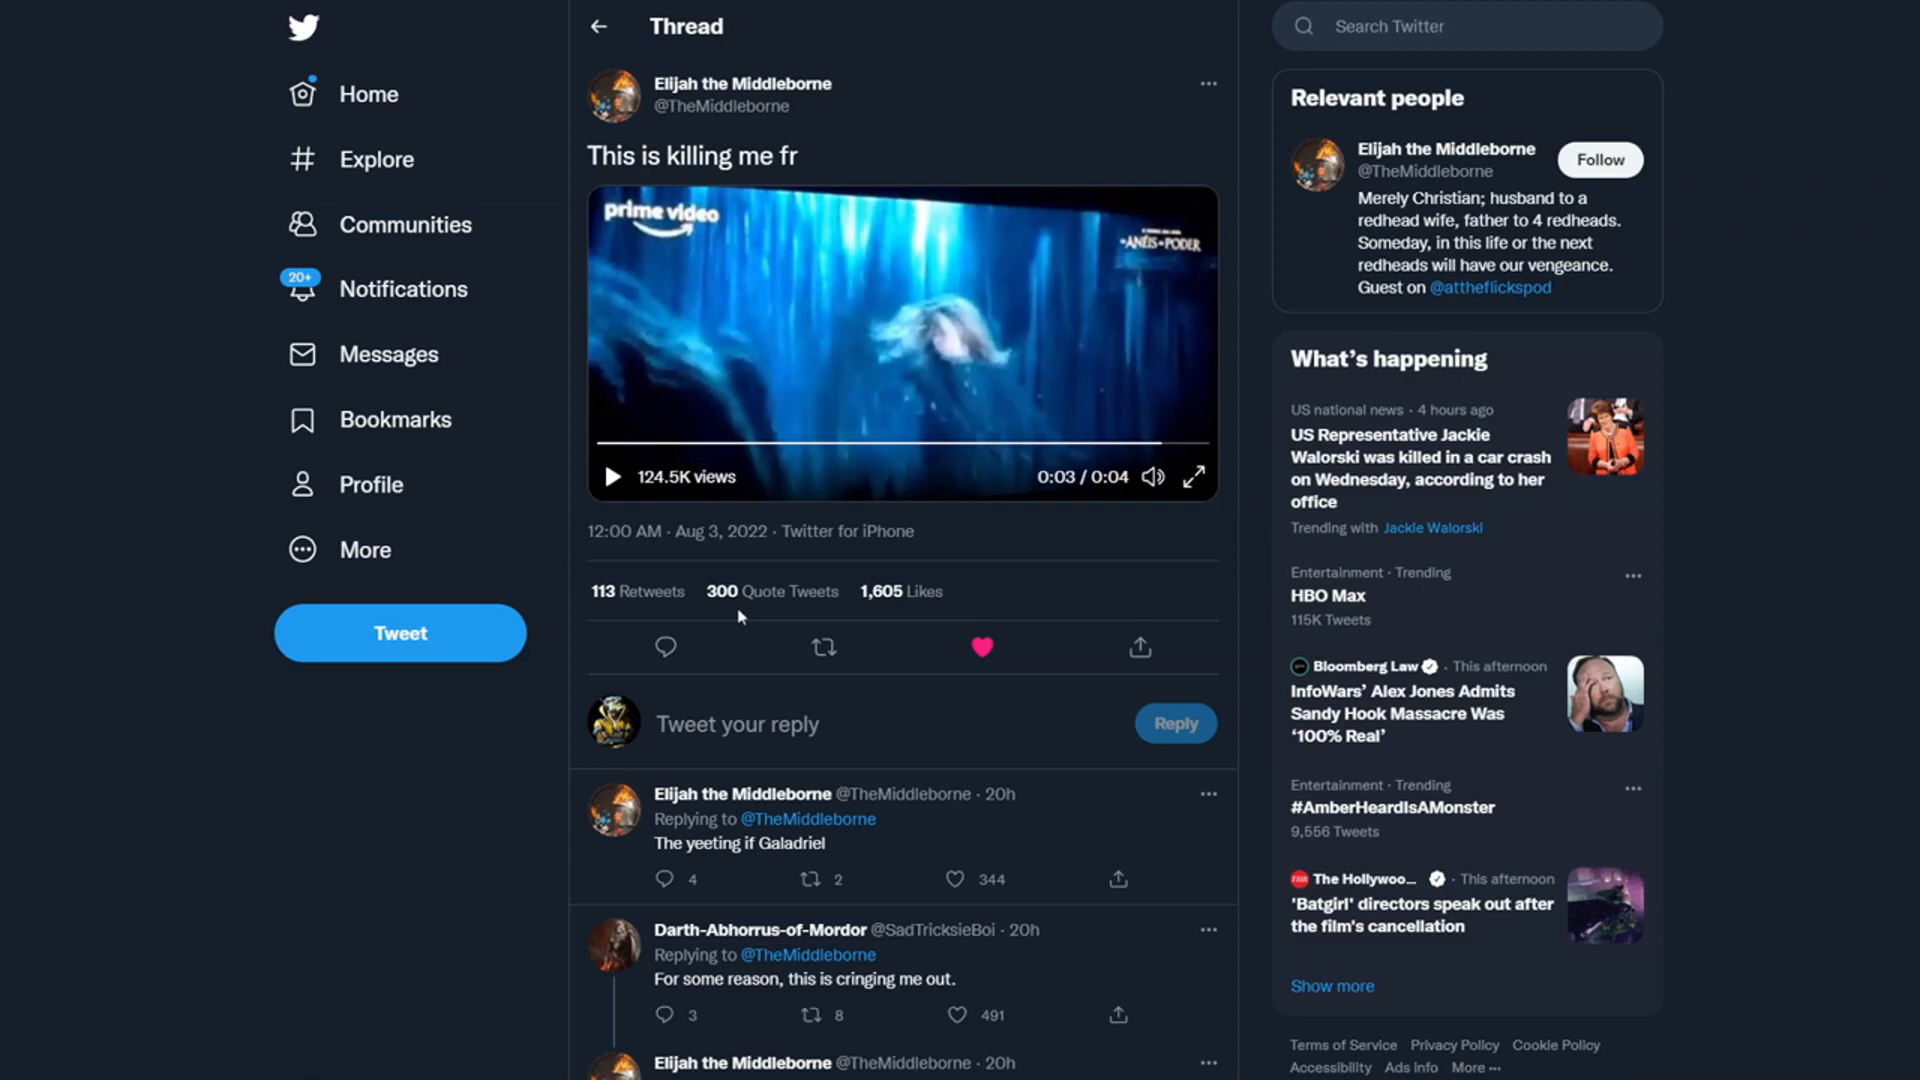 Home
Explore
Communities
20+
Notifications
Messages
Bookmarks
Profile
More
Tweet
Thread
Elijah the Middleborne
@TheMiddleborne
This is killing me fr
prime video
ANÉIS DE PODER
124.5K views
0:03 / 0:04
12:00 AM · Aug 3, 2022 · Twitter for iPhone
113 Retweets 300 Quote Tweets 1,605 Likes
Tweet your reply
Reply
Elijah the Middleborne @TheMiddleborne · 20h
Replying to @TheMiddleborne
The yeeting if Galadriel
4 2 344
Darth-Abhorrus-of-Mordor @SadTricksieBoi · 20h
Replying to @TheMiddleborne
For some reason, this is cringing me out.
3 8 491
Elijah the Middleborne @TheMiddleborne · 20h
Search Twitter
Relevant people
Elijah the Middleborne
@TheMiddleborne
Follow
Merely Christian; husband to a
redhead wife, father to 4 redheads.
Someday, in this life or the next
redheads will have our vengeance.
Guest on @attheflickspod
What's happening
US national news · 4 hours ago
US Representative Jackie
Walorski was killed in a car crash
on Wednesday, according to her
office
Trending with Jackie Walorski
Entertainment · Trending
HBO Max
115K Tweets
Bloomberg Law · This afternoon
InfoWars' Alex Jones Admits
Sandy Hook Massacre Was
'100% Real'
Entertainment · Trending
#AmberHeardIsAMonster
9,556 Tweets
THR The Hollywoo... · This afternoon
'Batgirl' directors speak out after
the film's cancellation
Show more
Terms of Service Privacy Policy Cookie Policy
Accessibility Ads info More ...